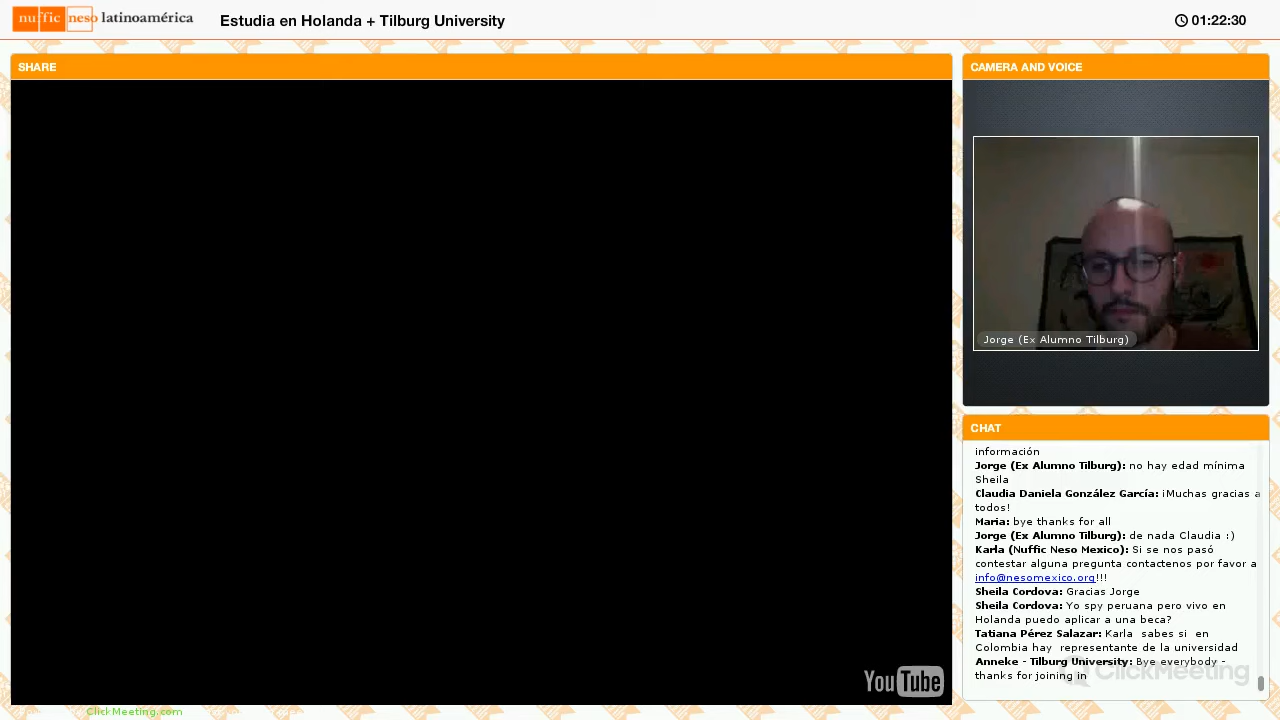 nuffic neso latinoamérica
Estudia en Holanda + Tilburg University
01:22:30
SHARE
CAMERA AND VOICE
Jorge (Ex Alumno Tilburg)
CHAT
información
Jorge (Ex Alumno Tilburg): no hay edad mínima
Sheila
Claudia Daniela González García: ¡Muchas gracias a
todos!
Maria: bye thanks for all
Jorge (Ex Alumno Tilburg): de nada Claudia :)
Karla (Nuffic Neso Mexico): Si se nos pasó
contestar alguna pregunta contactenos por favor a
info@nesomexico.org!!!
Sheila Cordova: Gracias Jorge
Sheila Cordova: Yo spy peruana pero vivo en
Holanda puedo aplicar a una beca?
Tatiana Pérez Salazar: Karla sabes si en
Colombia hay representante de la universidad
Anneke - Tilburg University: Bye everybody -
thanks for joining in
ClickMeeting
YouTube
ClickMeeting.com